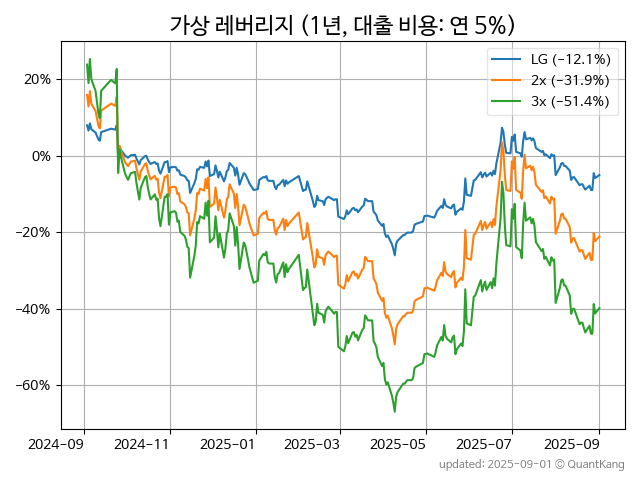 가상 레버리지 (1년, 대출 비용: 연 5%)
LG (−12.1%)
2x (−31.9%)
3x (−51.4%)
20%
0%
−20%
−40%
−60%
2024-09 2024-11 2025-01 2025-03 2025-05 2025-07 2025-09
updated: 2025-09-01 © QuantKang